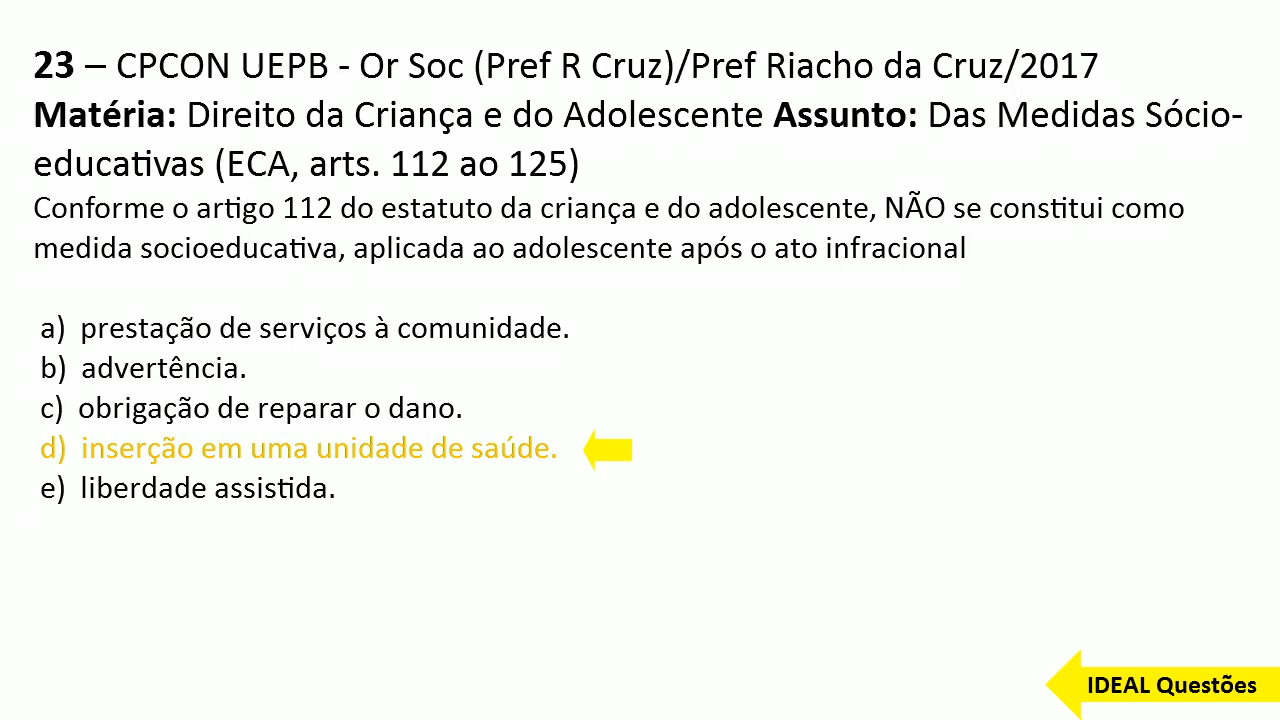 23 – CPCON UEPB - Or Soc (Pref R Cruz)/Pref Riacho da Cruz/2017
Matéria: Direito da Criança e do Adolescente Assunto: Das Medidas Sócio-
educativas (ECA, arts. 112 ao 125)
Conforme o artigo 112 do estatuto da criança e do adolescente, NÃO se constitui como
medida socioeducativa, aplicada ao adolescente após o ato infracional
a) prestação de serviços à comunidade.
b) advertência.
c) obrigação de reparar o dano.
d) inserção em uma unidade de saúde.
e) liberdade assistida.
IDEAL Questões